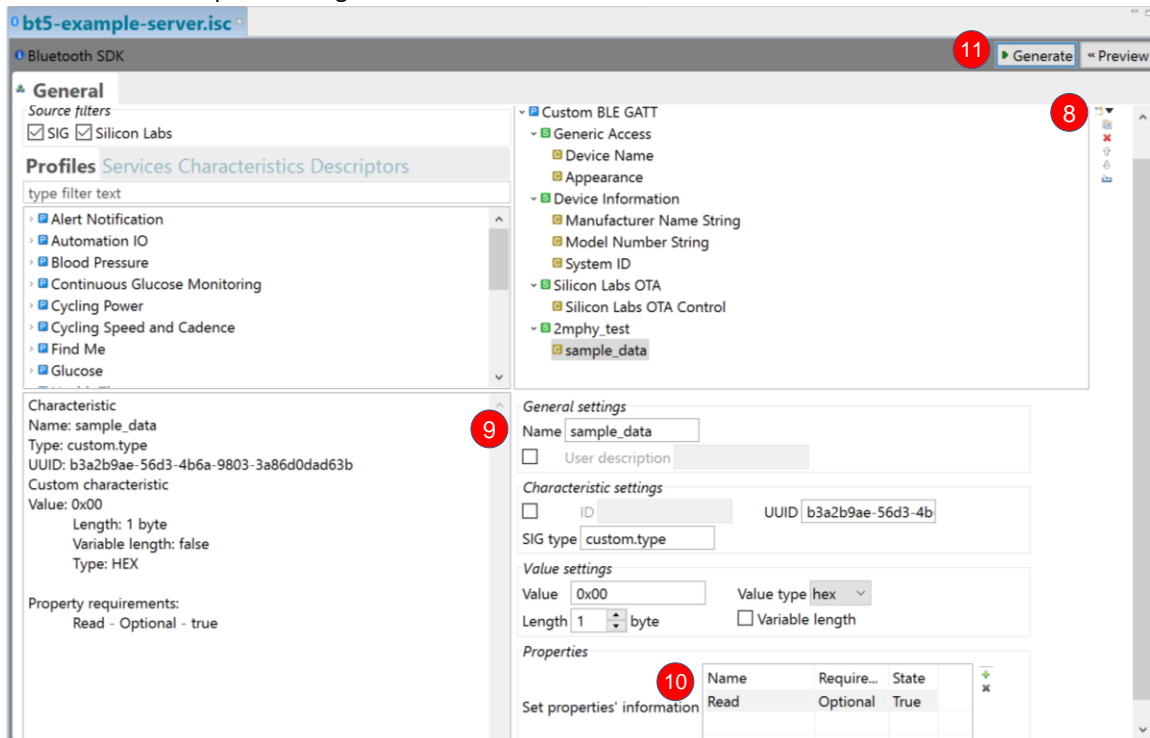 bt5-example-server.isc
Bluetooth SDK
11
Generate
Preview
General
Source filters
SIG
Silicon Labs
Profiles Services Characteristics Descriptors
type filter text
Alert Notification
Automation IO
Blood Pressure
Continuous Glucose Monitoring
Cycling Power
Cycling Speed and Cadence
Find Me
Glucose
8
Custom BLE GATT
Generic Access
Device Name
Appearance
Device Information
Manufacturer Name String
Model Number String
System ID
Silicon Labs OTA
Silicon Labs OTA Control
2mphy_test
sample_data
Characteristic
Name: sample_data
Type: custom.type
UUID: b3a2b9ae-56d3-4b6a-9803-3a86d0dad63b
Custom characteristic
Value: 0x00
Length: 1 byte
Variable length: false
Type: HEX
Property requirements:
Read - Optional - true
9
General settings
Name sample_data
User description
Characteristic settings
ID
UUID b3a2b9ae-56d3-4b
SIG type custom.type
Value settings
Value 0x00
Value type hex
Length 1 byte
Variable length
Properties
10
Name Require... State
Set properties' information
Read Optional True